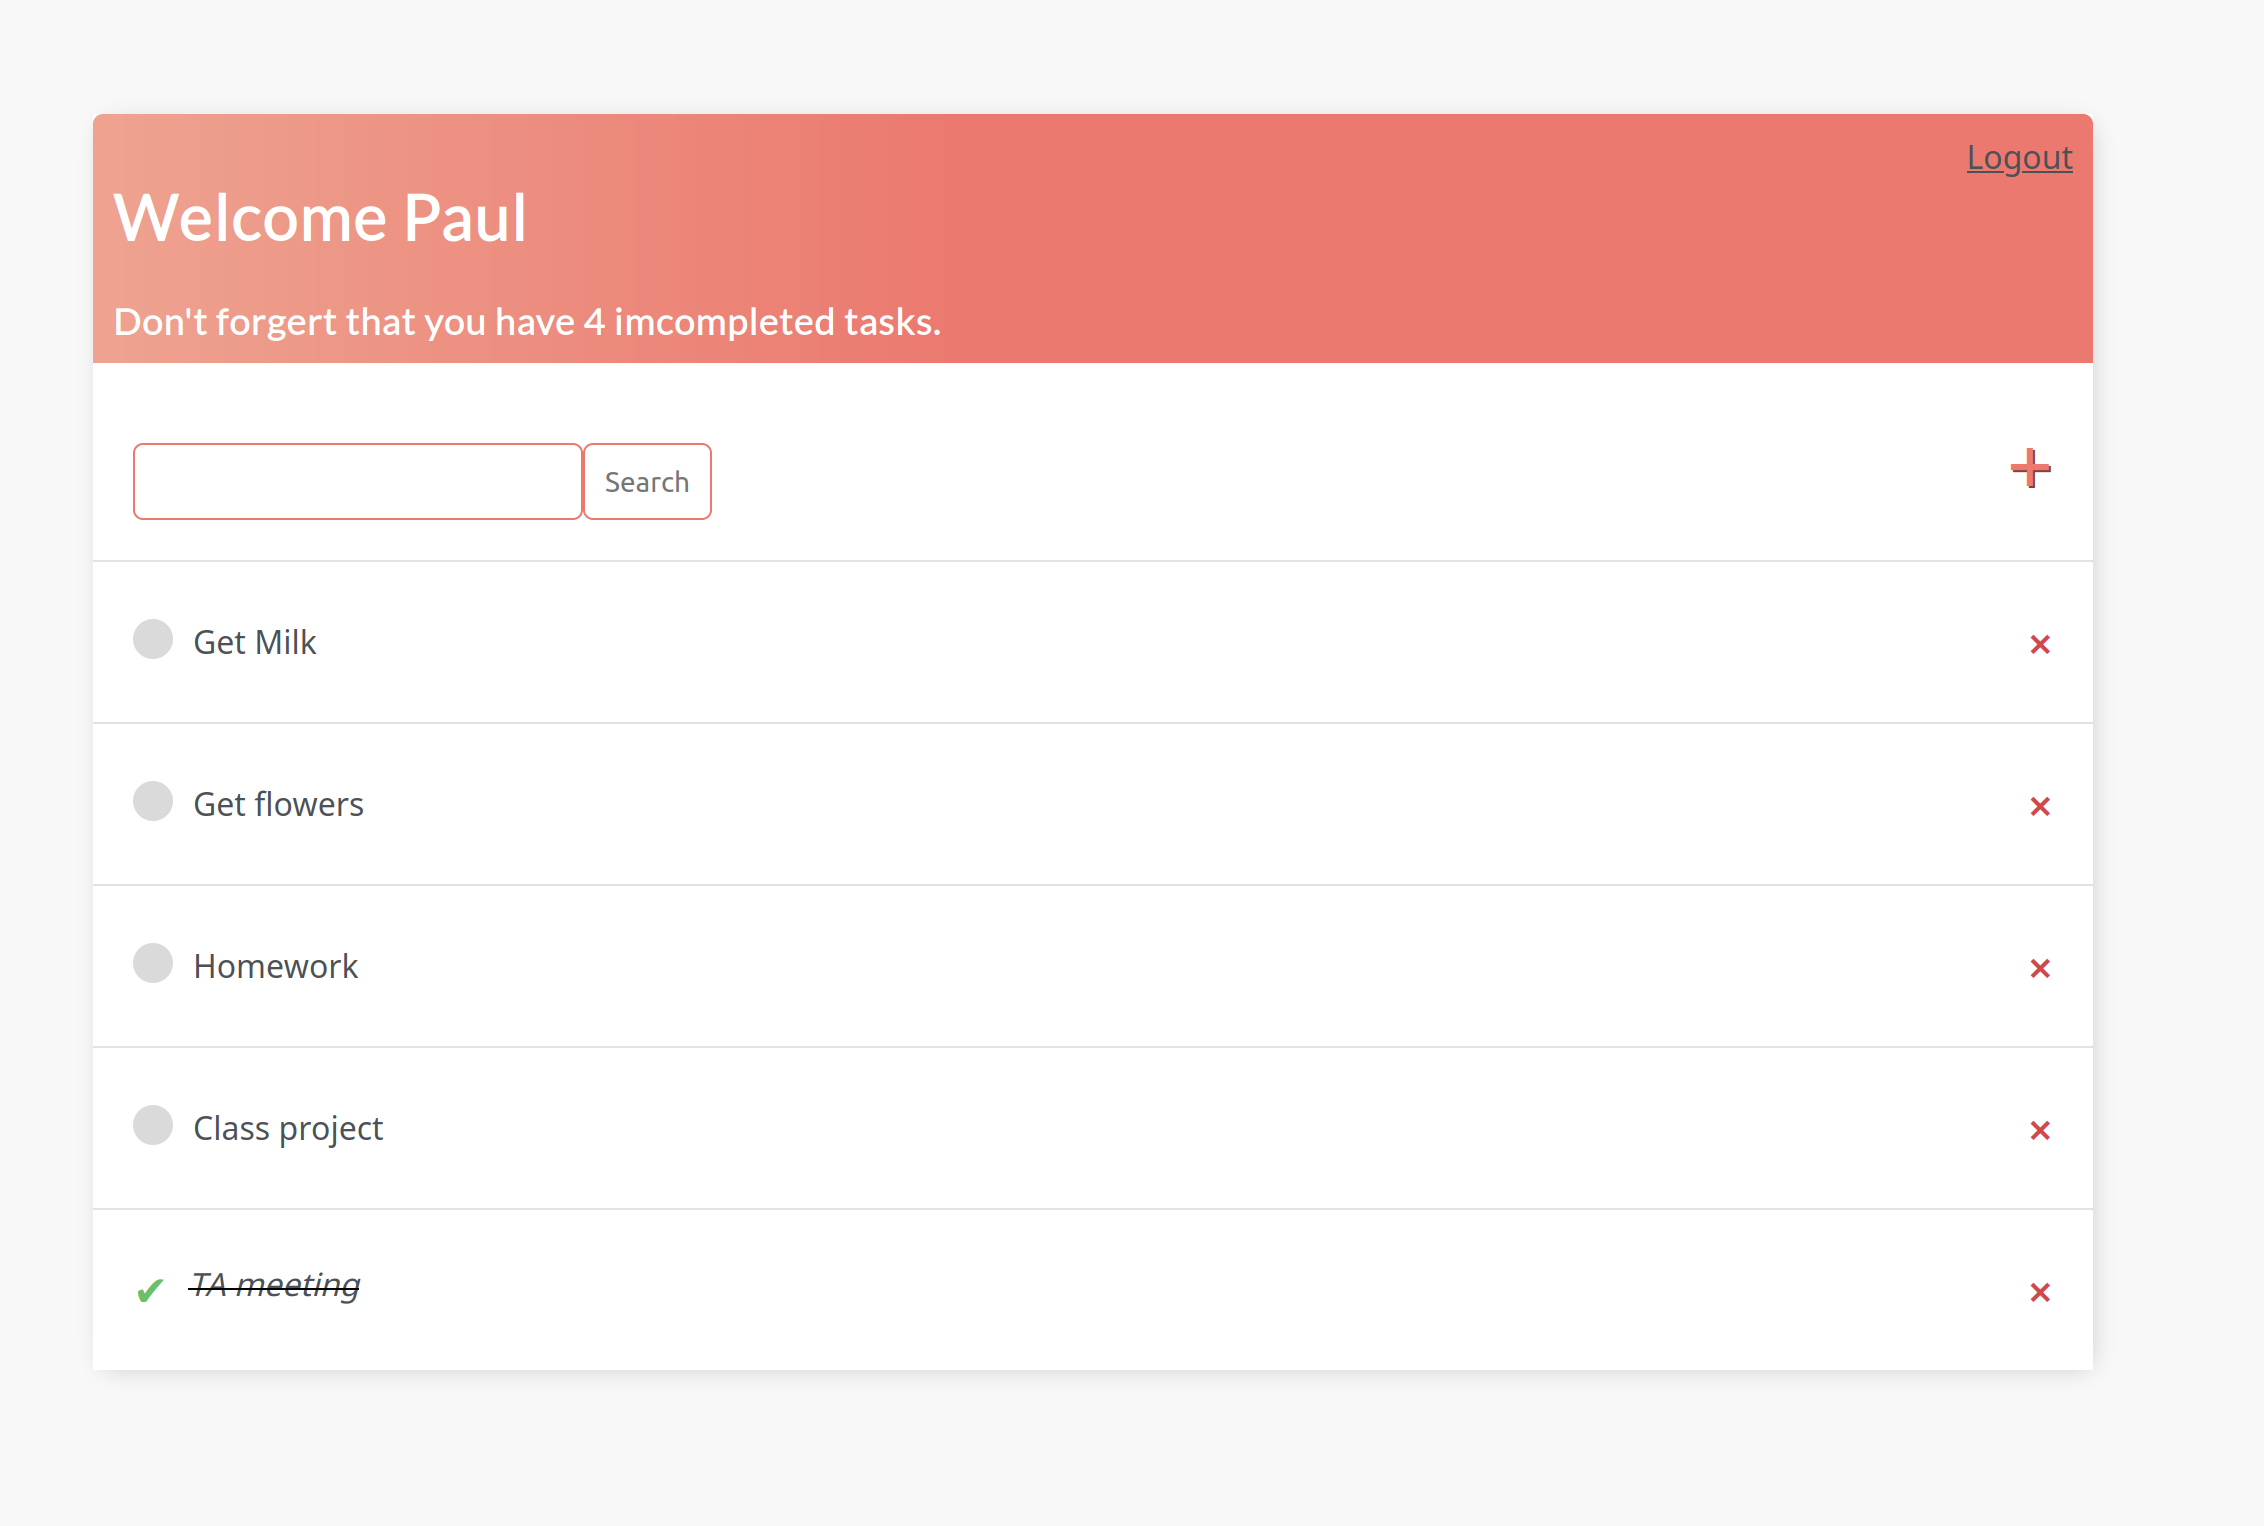 Logout
Welcome Paul
Don't forgert that you have 4 imcompleted tasks.
Search
Get Milk
Get flowers
Homework
Class project
TA meeting